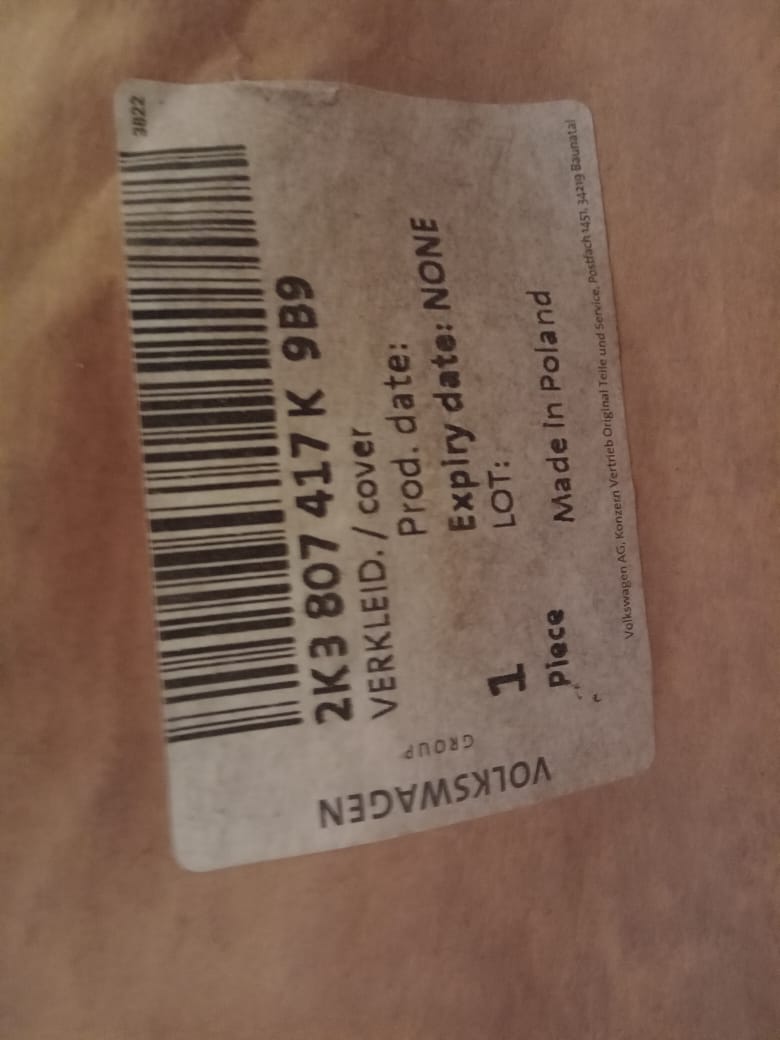 3822
2K3 807 417 K 9B9
VERKLEID. / cover
Prod. date:
Expiry date: NONE
LOT:
1
Piece
Made in Poland
Volkswagen AG, Konzern Vertrieb Original Teile und Service, Postfach 1451, 34219 Baunatal
VOLKSWAGEN
GROUP